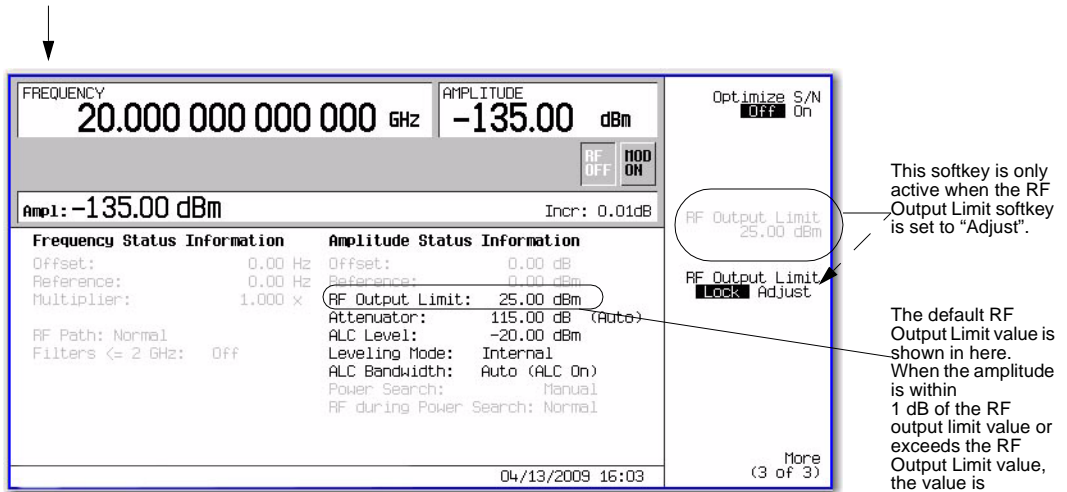 FREQUENCY
20.000 000 000 000 GHz
AMPLITUDE
-135.00 dBm
RF OFF
MOD ON
Ampl: -135.00 dBm
Incr: 0.01dB
Frequency Status Information
Offset: 0.00 Hz
Reference: 0.00 Hz
Multiplier: 1.000 x
RF Path: Normal
Filters <= 2 GHz: Off
Amplitude Status Information
Offset: 0.00 dB
Reference: 0.00 dBm
RF Output Limit: 25.00 dBm
Attenuator: 115.00 dB (Auto)
ALC Level: -20.00 dBm
Leveling Mode: Internal
ALC Bandwidth: Auto (ALC On)
Power Search: Manual
RF during Power Search: Normal
04/13/2009 16:03
Optimize S/N
Off On
RF Output Limit
25.00 dBm
RF Output Limit
Lock Adjust
More
(3 of 3)
This softkey is only
active when the RF
Output Limit softkey
is set to “Adjust”.
The default RF
Output Limit value is
shown in here.
When the amplitude
is within
1 dB of the RF
output limit value or
exceeds the RF
Output Limit value,
the value is